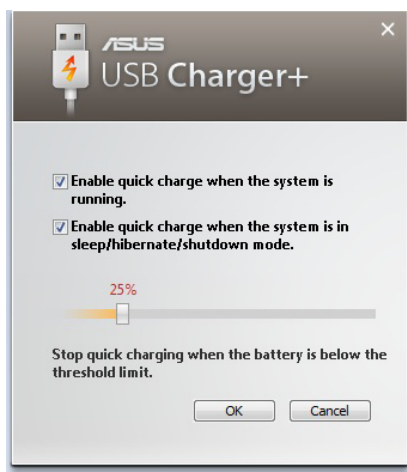 ASUS
USB Charger+
Enable quick charge when the system is
running.
Enable quick charge when the system is in
sleep/hibernate/shutdown mode.
25%
Stop quick charging when the battery is below the
threshold limit.
OK Cancel